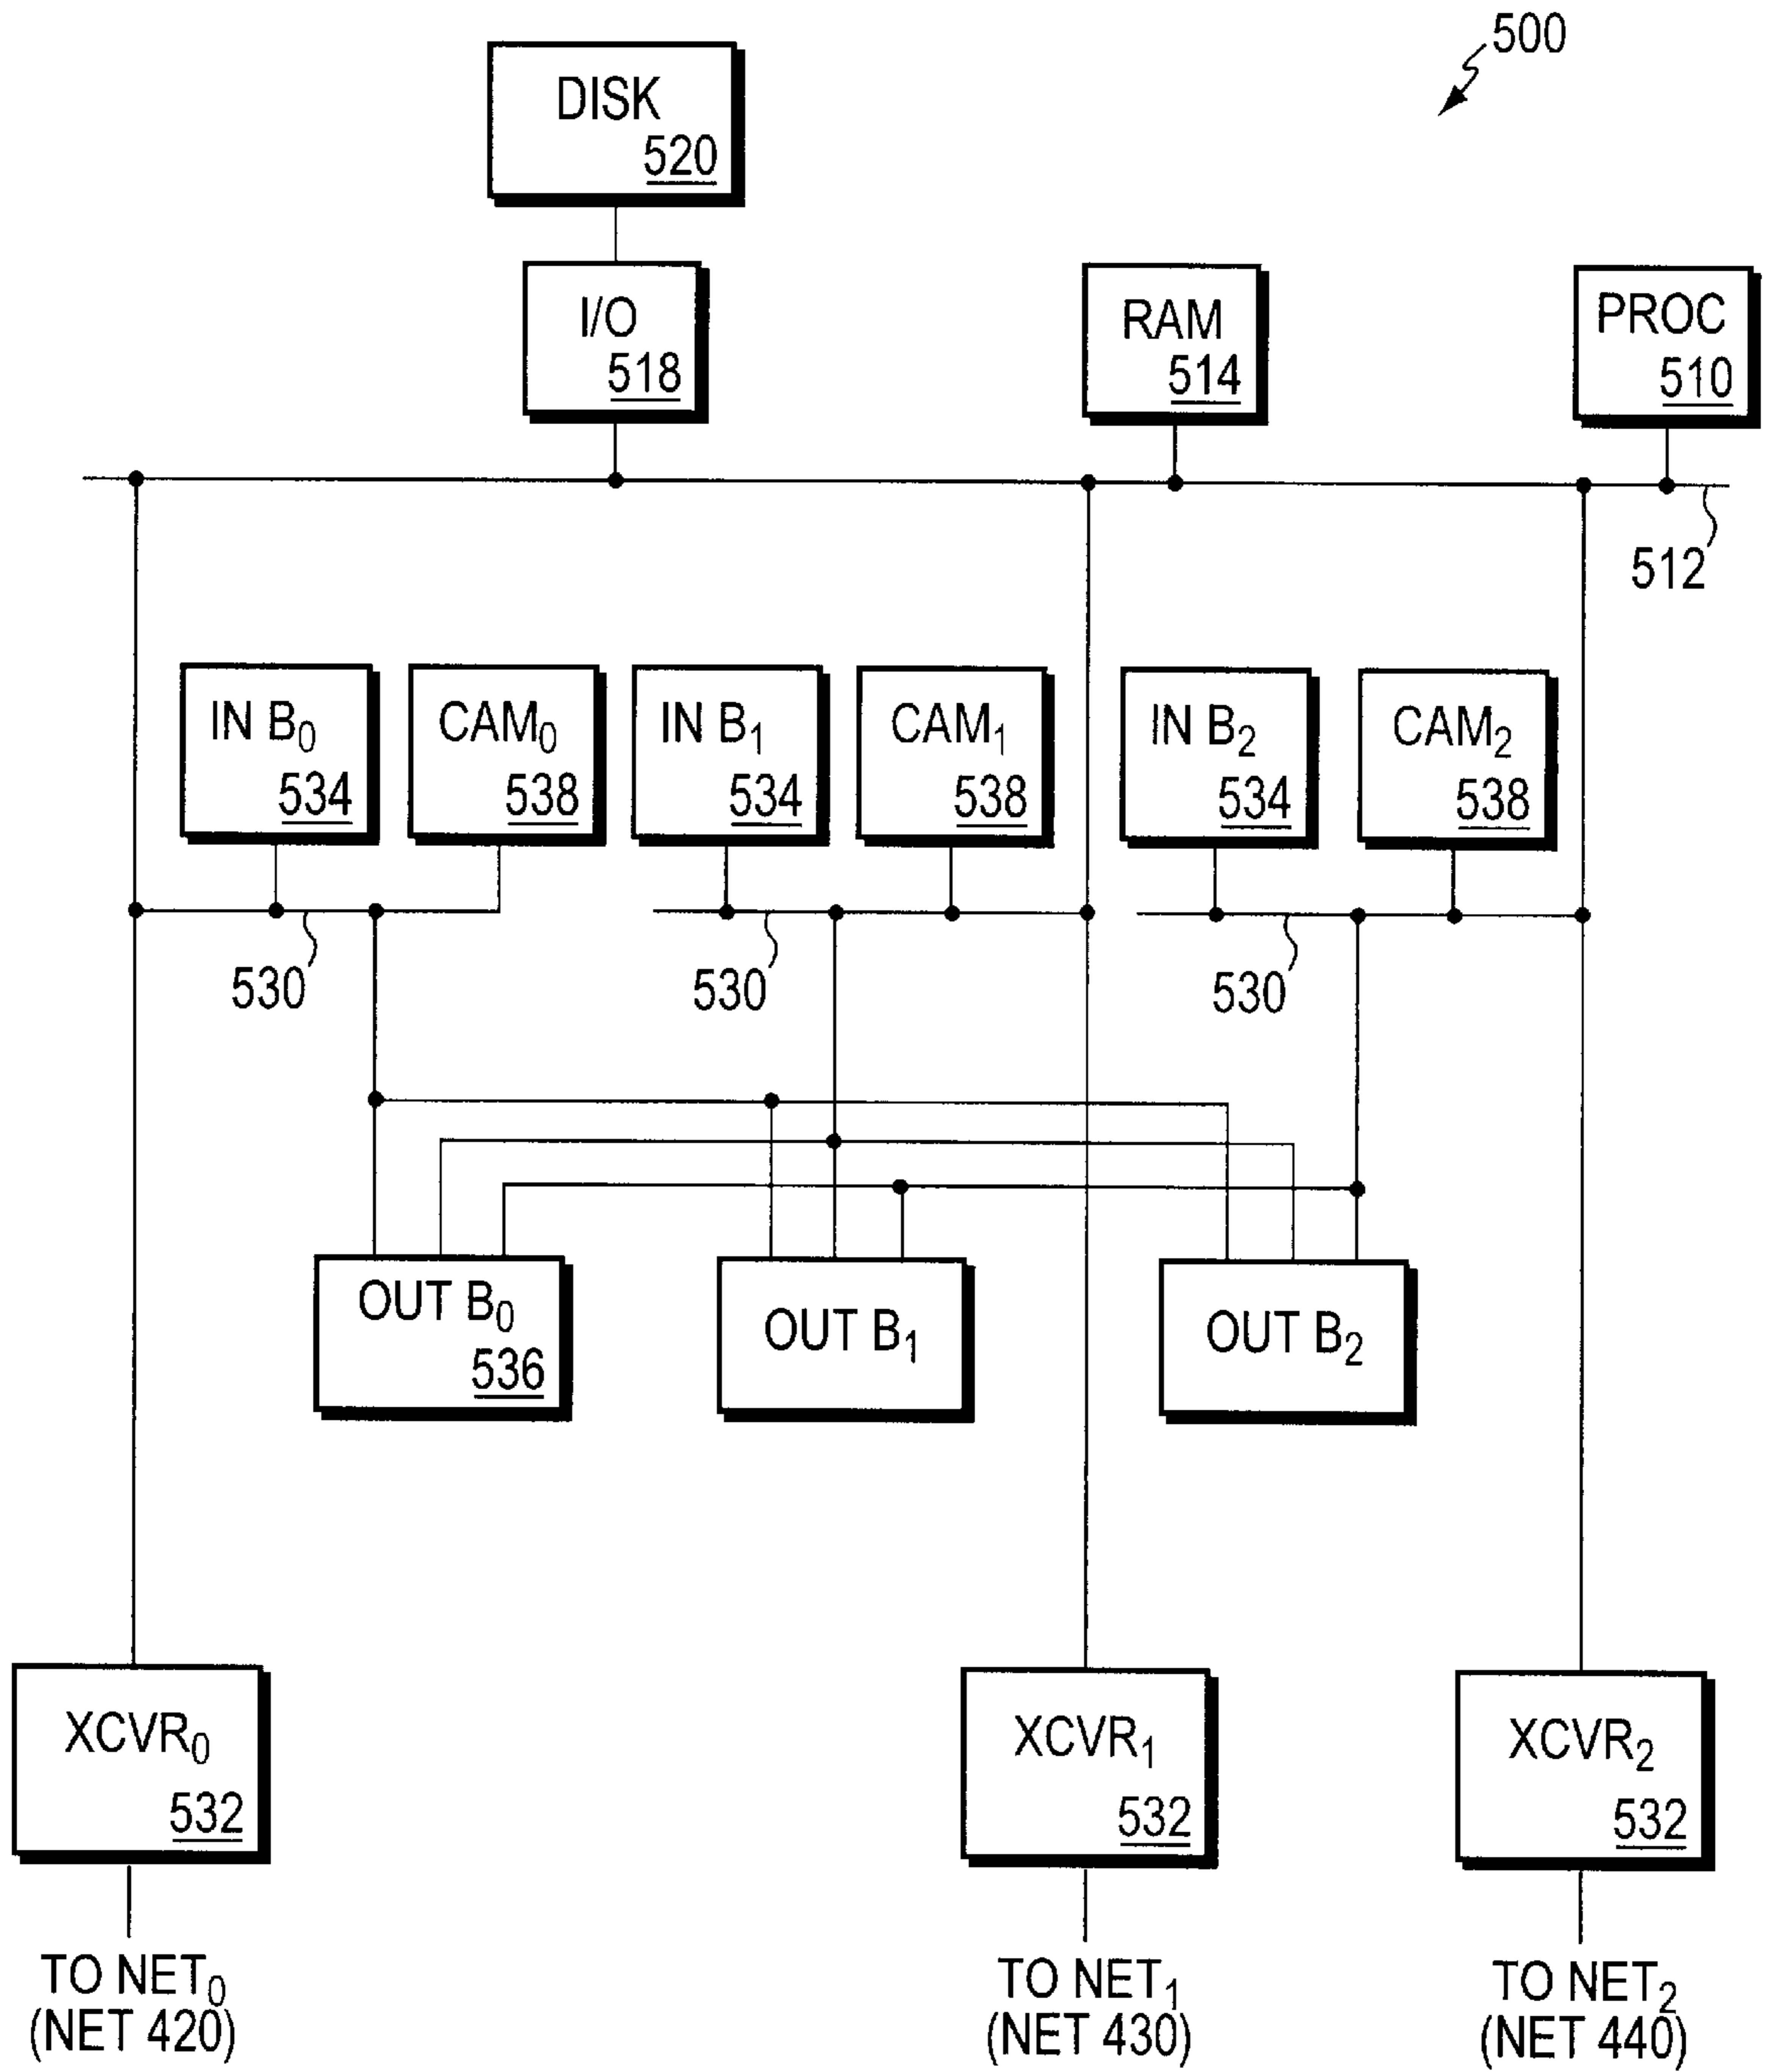 500
DISK
520
I/O
518
RAM
514
PROC
510
512
IN B0
534
CAM0
538
IN B1
534
CAM1
538
IN B2
534
CAM2
538
530
530
530
OUT B0
536
OUT B1
OUT B2
XCVR0
532
XCVR1
532
XCVR2
532
TO NET0
(NET 420)
TO NET1
(NET 430)
TO NET2
(NET 440)